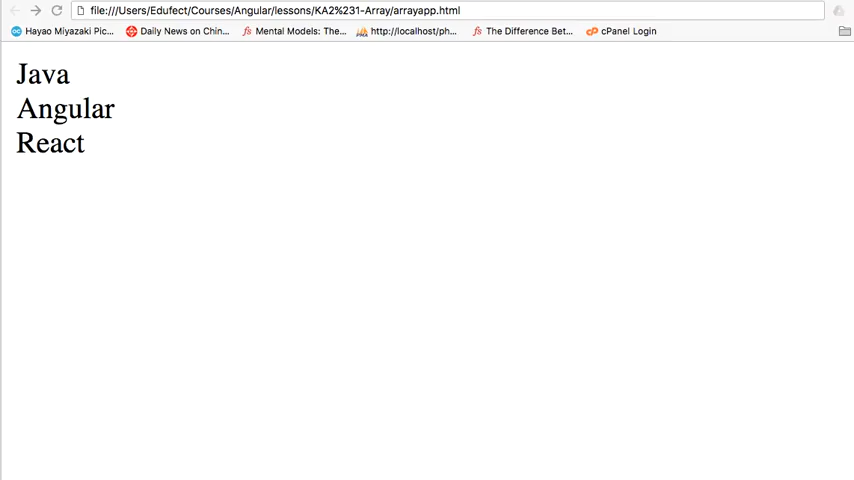 file:///Users/Edufect/Courses/Angular/lessons/KA2%231-Array/arrayapp.html
Hayao Miyazaki Pic... Daily News on Chin... Mental Models: The... http://localhost/ph... The Difference Bet... cPanel Login
Java
Angular
React